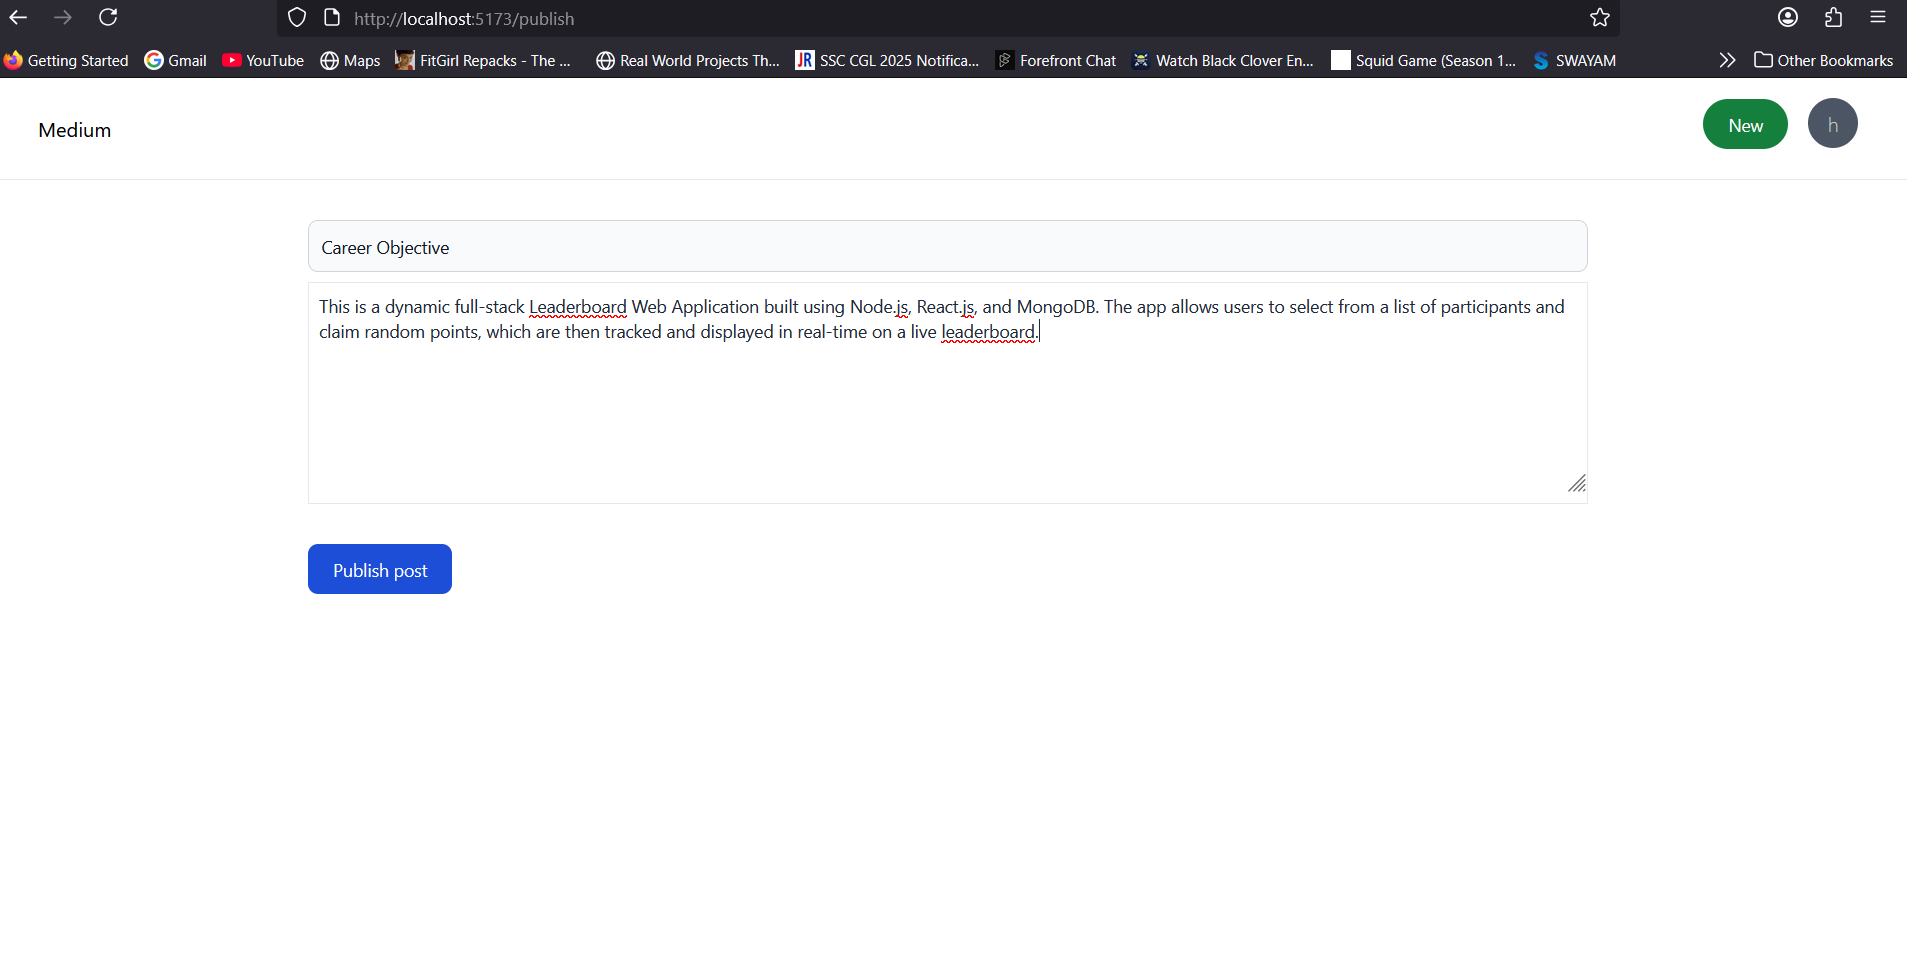 http://localhost:5173/publish
Getting Started Gmail YouTube Maps FitGirl Repacks - The ... Real World Projects Th... JR SSC CGL 2025 Notifica... Forefront Chat Watch Black Clover En... Squid Game (Season 1... SWAYAM Other Bookmarks
Medium New h
Career Objective
This is a dynamic full-stack Leaderboard Web Application built using Node.js, React.js, and MongoDB. The app allows users to select from a list of participants and
claim random points, which are then tracked and displayed in real-time on a live leaderboard.
Publish post